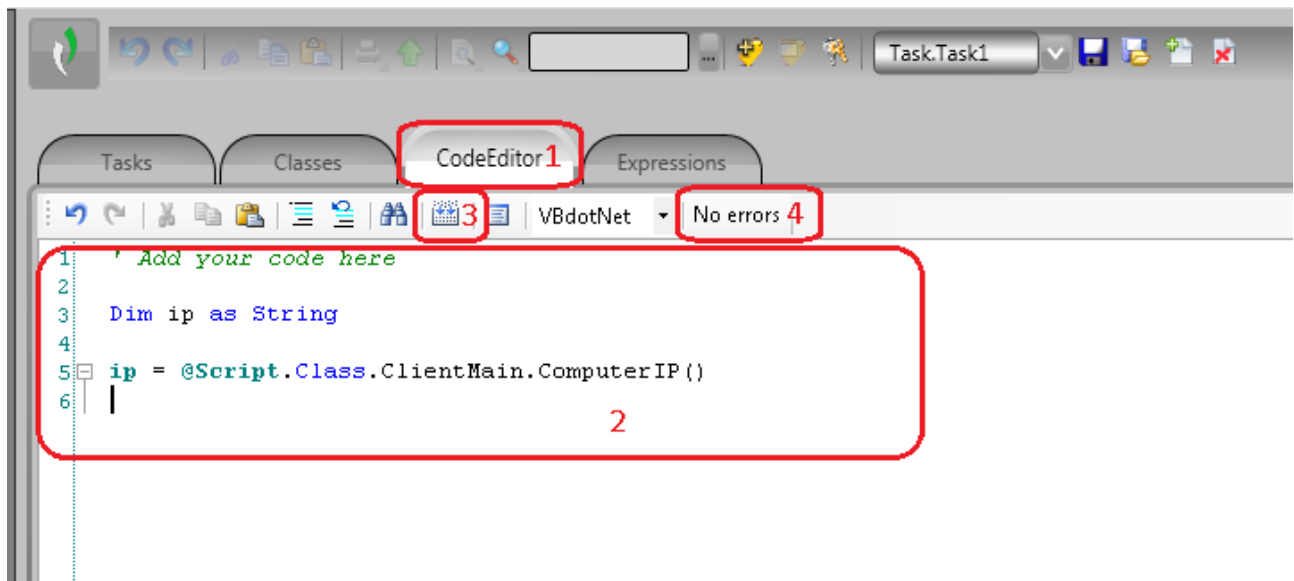 ... Task.Task1
Tasks Classes CodeEditor 1 Expressions
3 VBdotNet No errors 4
1 ' Add your code here
2
3 Dim ip as String
4
5 ip = @Script.Class.ClientMain.ComputerIP()
6
2